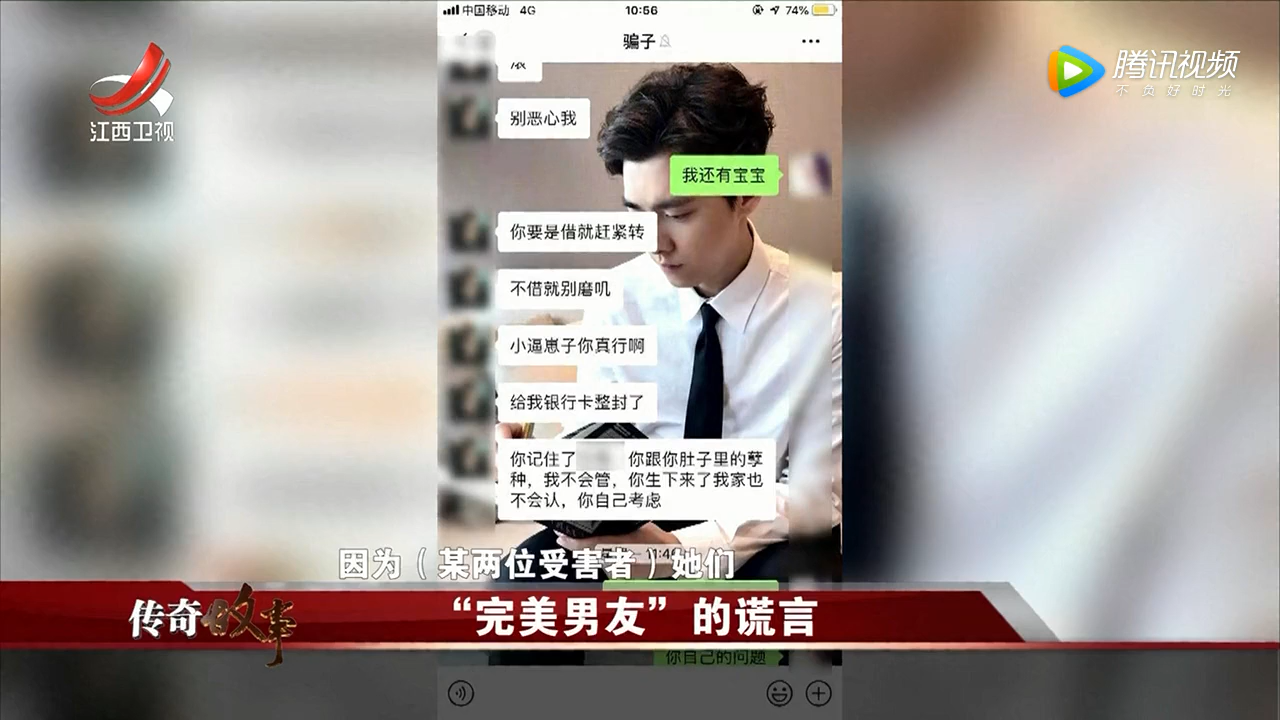 中国移动 4G 10:56 74%
骗子
江西卫视
腾讯视频
不负好时光
滚
别恶心我
我还有宝宝
你要是借就赶紧转
不借就别磨叽
小逼崽子你真行啊
给我银行卡整封了
你记住了 你跟你肚子里的孽
种，我不会管，你生下来了我家也
不会认，你自己考虑
因为（某两位受害者）她们
传奇故事
“完美男友”的谎言
你自己的问题